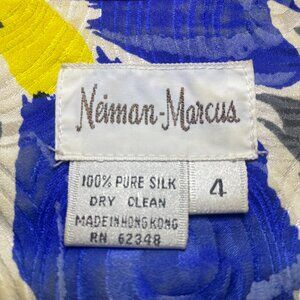 Neiman-Marcus
100% PURE SILK
DRY CLEAN
MADE IN HONG KONG
RN 62348
4